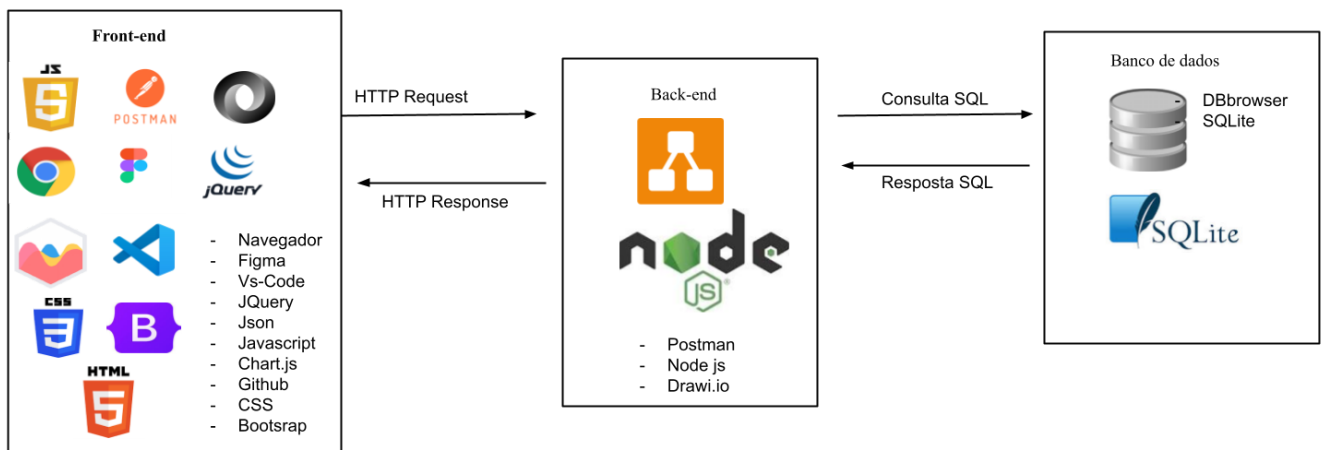 Front-end
JS
POSTMAN
jQuery
CSS
B
HTML
- Navegador
- Figma
- Vs-Code
- JQuery
- Json
- Javascript
- Chart.js
- Github
- CSS
- Bootsrap
HTTP Request
HTTP Response
Back-end
node
JS
- Postman
- Node js
- Drawi.io
Consulta SQL
Resposta SQL
Banco de dados
DBbrowser
SQLite
SQLite